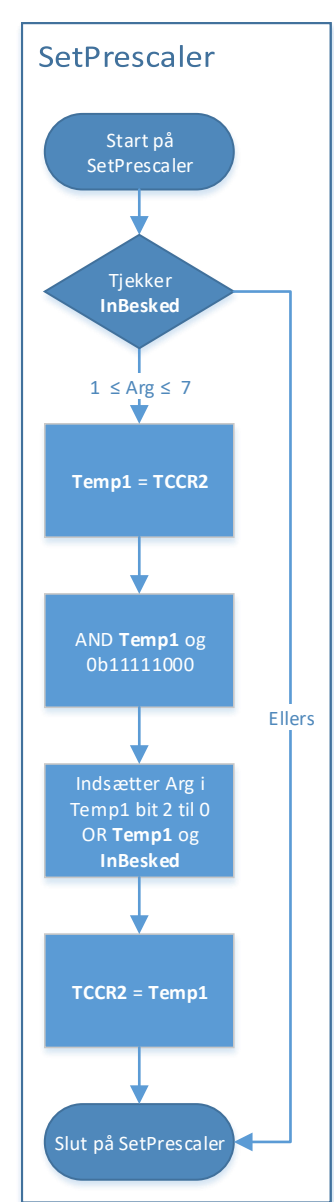 SetPrescaler
Start på
SetPrescaler
Tjekker
InBesked
1 ≤ Arg ≤ 7
Temp1 = TCCR2
AND Temp1 og
0b11111000
Ellers
Indsætter Arg i
Temp1 bit 2 til 0
OR Temp1 og
InBesked
TCCR2 = Temp1
Slut på SetPrescaler